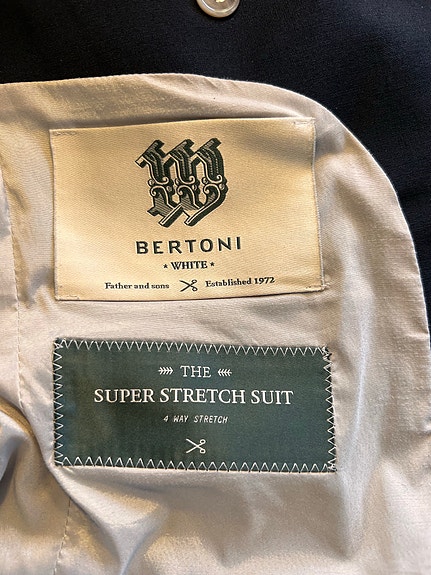 W
BERTONI
★ WHITE ★
Father and sons Established 1972
THE
SUPER STRETCH SUIT
4 WAY STRETCH